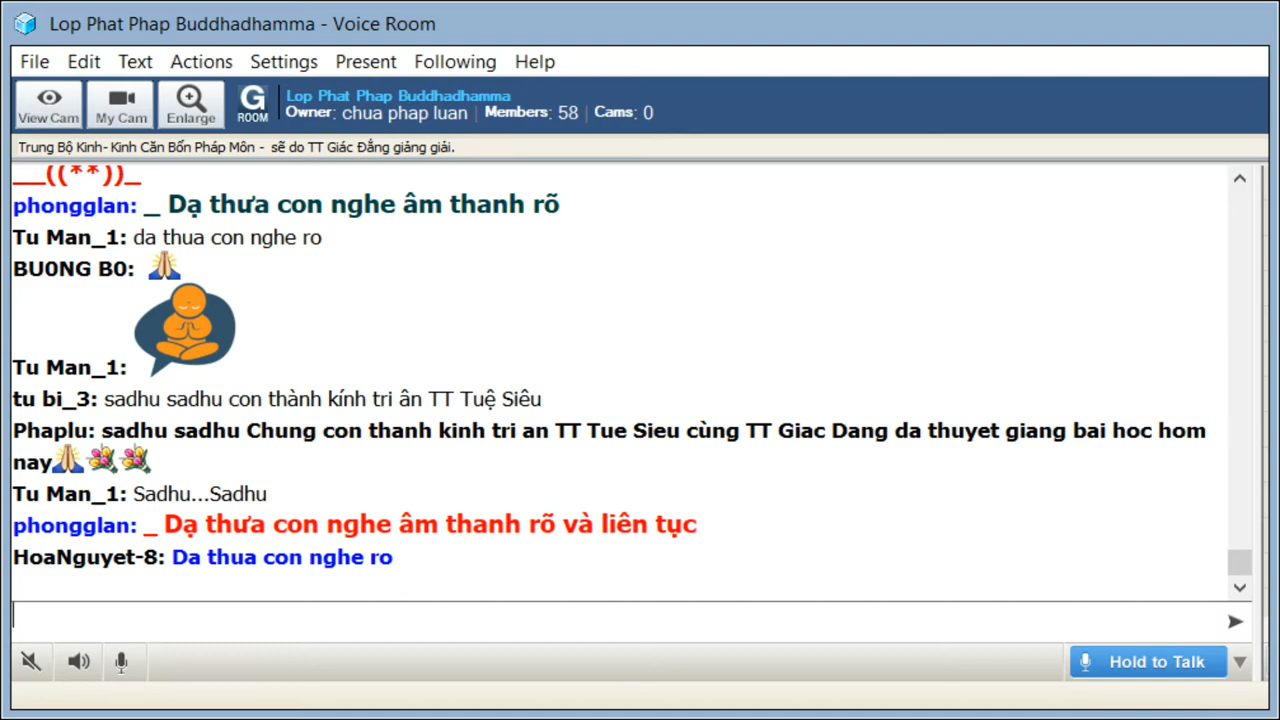 Lop Phat Phap Buddhadhamma - Voice Room
File Edit Text Actions Settings Present Following Help
View Cam My Cam Enlarge G ROOM Lop Phat Phap Buddhadhamma
Owner: chua phap luan | Members: 58 | Cams: 0
Trung Bộ Kinh- Kinh Căn Bổn Pháp Môn - sẽ do TT Giác Đẳng giảng giải.
__((**))_
phongglan: _ Dạ thưa con nghe âm thanh rõ
Tu Man_1: da thua con nghe ro
BU0NG B0: 🙏
Tu Man_1:
tu bi_3: sadhu sadhu con thành kính tri ân TT Tuệ Siêu
Phaplu: sadhu sadhu Chung con thanh kinh tri an TT Tue Sieu cùng TT Giac Dang da thuyet giang bai hoc hom
nay🙏💐💐
Tu Man_1: Sadhu...Sadhu
phongglan: _ Dạ thưa con nghe âm thanh rõ và liên tục
HoaNguyet-8: Da thua con nghe ro
Hold to Talk